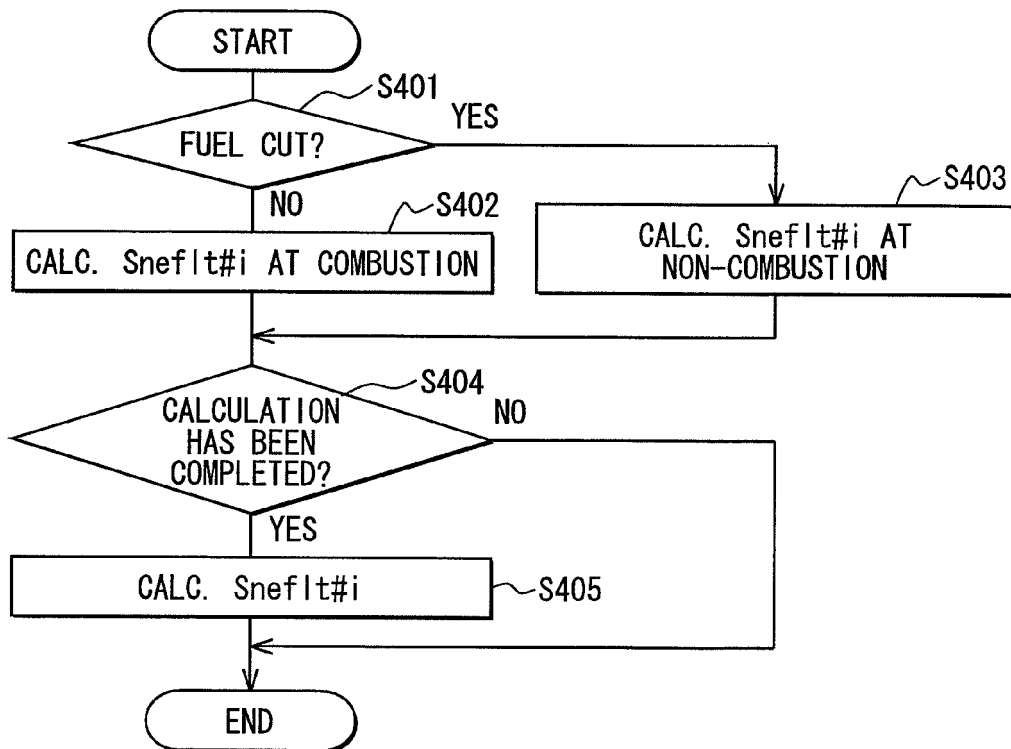 START
S401
FUEL CUT?
YES
NO
S402
S403
CALC. Sneflt#i AT COMBUSTION
CALC. Sneflt#i AT
NON-COMBUSTION
S404
CALCULATION
HAS BEEN
COMPLETED?
NO
YES
CALC. Sneflt#i
S405
END